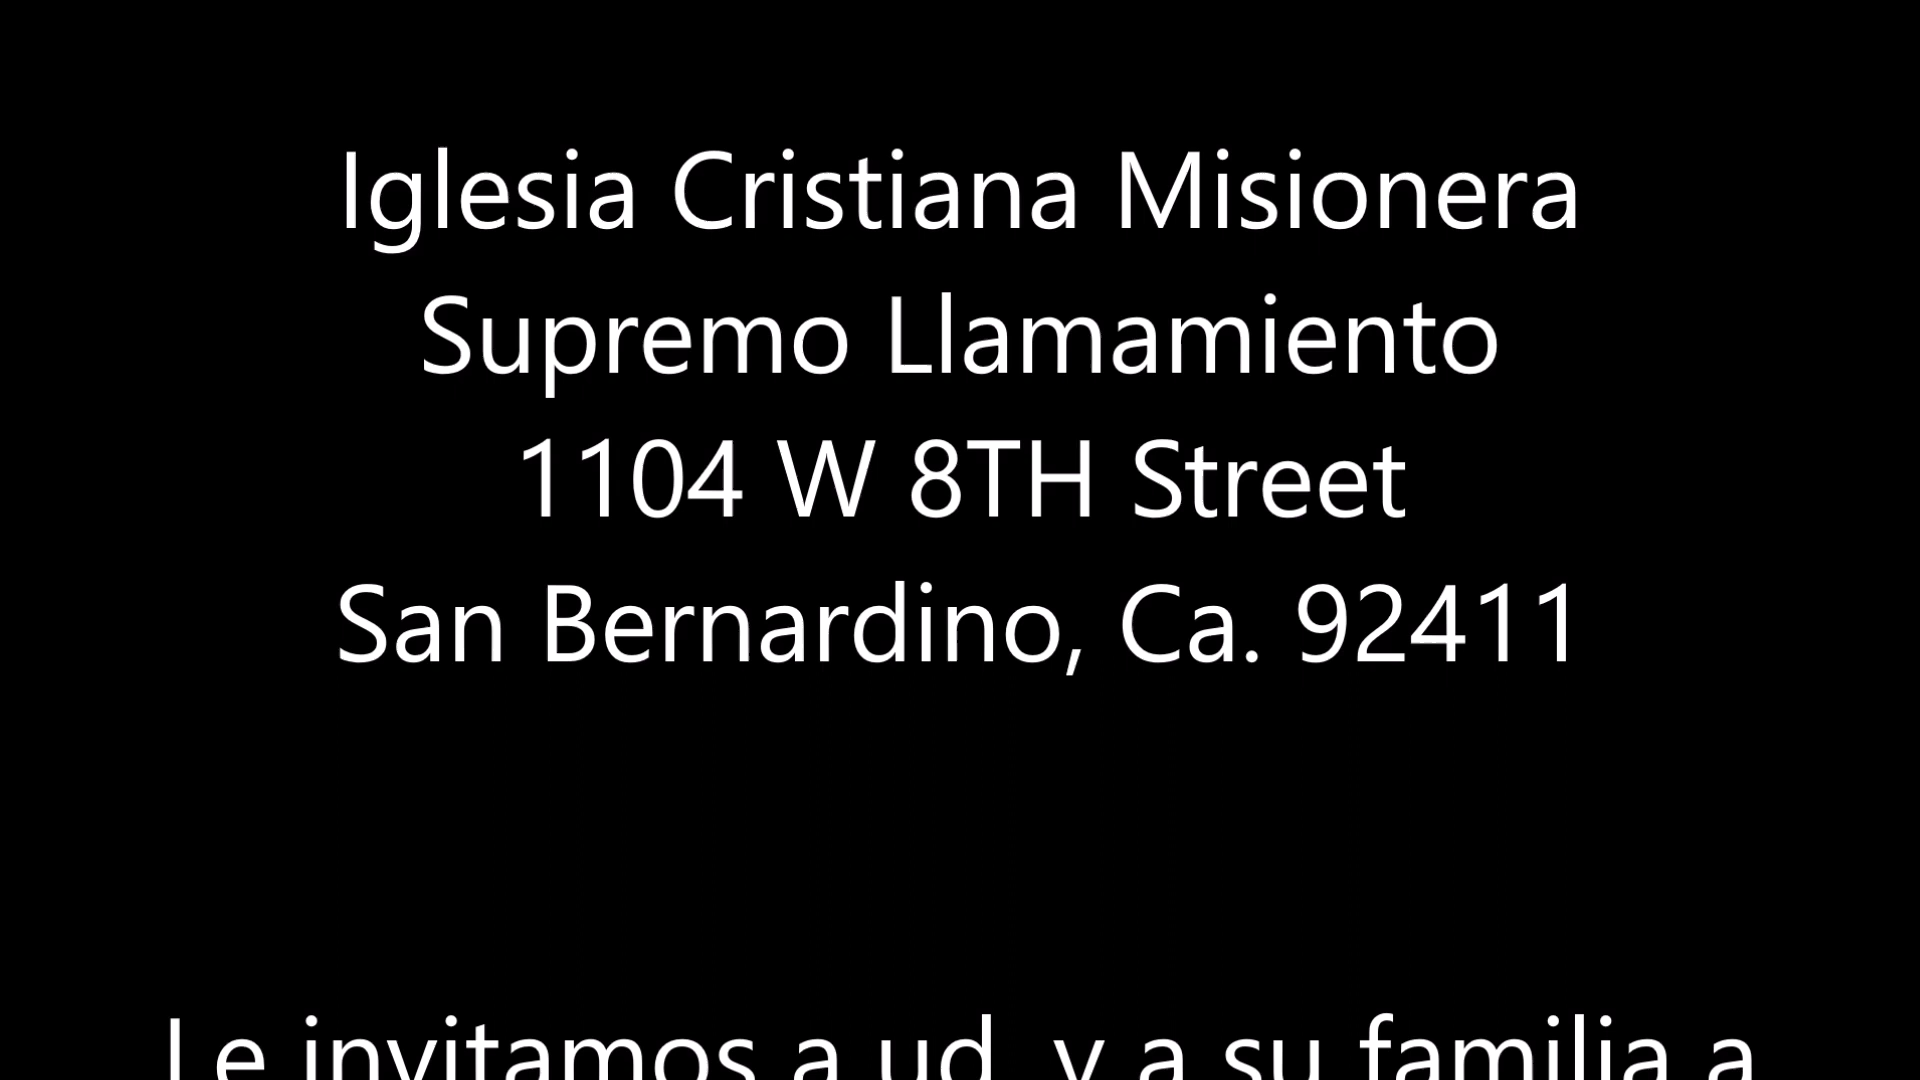 Iglesia Cristiana Misionera
Supremo Llamamiento
1104 W 8TH Street
San Bernardino, Ca. 92411
Le invitamos a ud. y a su familia a